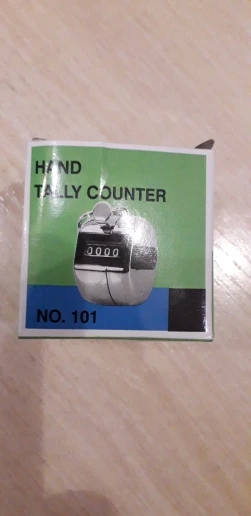 HAND
TALLY COUNTER
0000
NO. 101